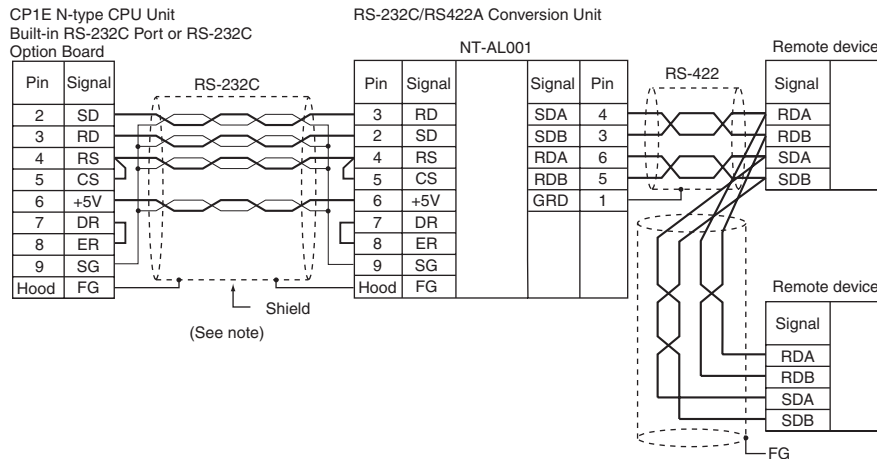 CP1E N-type CPU Unit
Built-in RS-232C Port or RS-232C
Option Board
RS-232C/RS422A Conversion Unit
NT-AL001
Remote device
Pin Signal
RS-232C
Pin Signal
Signal Pin
RS-422
Signal
2 SD
3 RD
SDA 4
RDA
3 RD
2 SD
SDB 3
RDB
4 RS
4 RS
RDA 6
SDA
5 CS
5 CS
RDB 5
SDB
6 +5V
6 +5V
GRD 1
7 DR
7 DR
8 ER
8 ER
9 SG
9 SG
Hood FG
Hood FG
Shield
(See note)
Remote device
Signal
RDA
RDB
SDA
SDB
FG